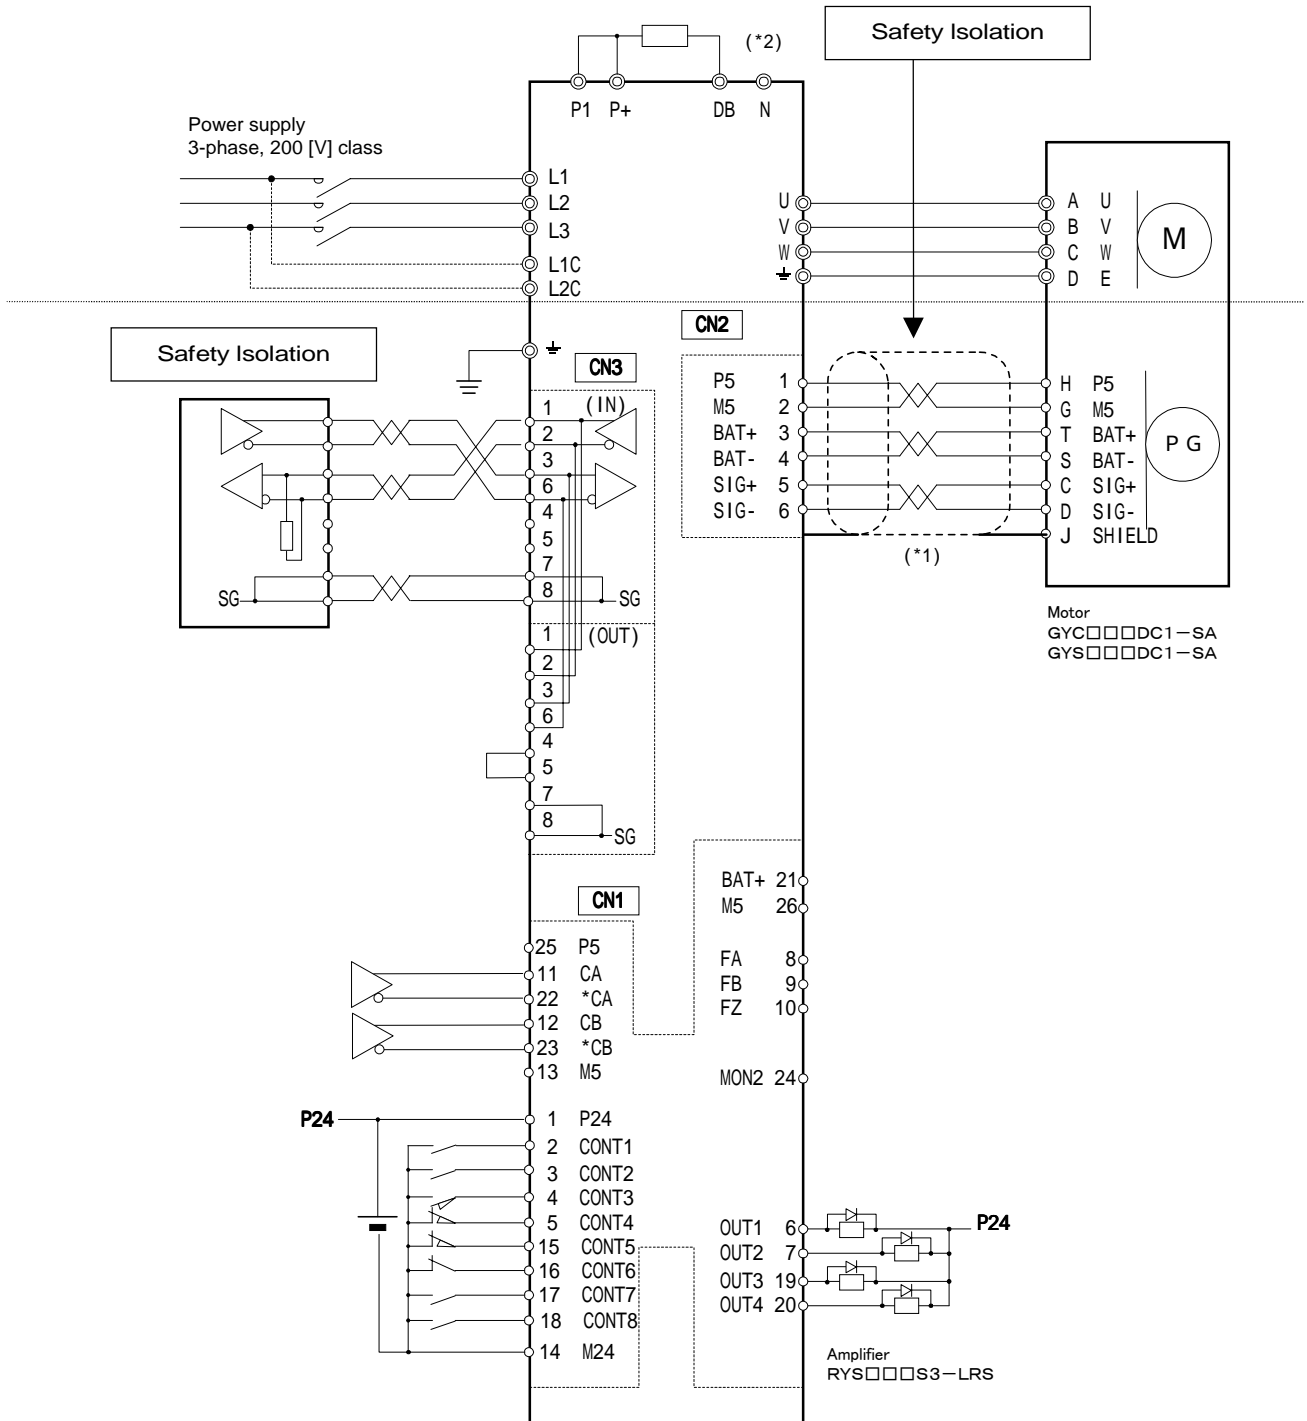 (*2)
Safety Isolation
P1 P+ DB N
Power supply
3-phase, 200 [V] class
L1
L2
L3
L1C
L2C
U
V
W
A U
B V
C W
D E
M
Safety Isolation
CN2
CN3
P5 1
M5 2
BAT+ 3
BAT- 4
SIG+ 5
SIG- 6
H P5
G M5
T BAT+
S BAT-
C SIG+
D SIG-
J SHIELD
PG
(*1)
1 (IN)
2
3
6
4
5
7
8
SG
SG
1 (OUT)
2
3
6
4
5
7
8
SG
Motor
GYC□□□DC1-SA
GYS□□□DC1-SA
CN1
25 P5
11 CA
22 *CA
12 CB
23 *CB
13 M5
BAT+ 21
M5 26
FA 8
FB 9
FZ 10
MON2 24
P24
1 P24
2 CONT1
3 CONT2
4 CONT3
5 CONT4
15 CONT5
16 CONT6
17 CONT7
18 CONT8
14 M24
OUT1 6
OUT2 7
OUT3 19
OUT4 20
P24
Amplifier
RYS□□□S3-LRS